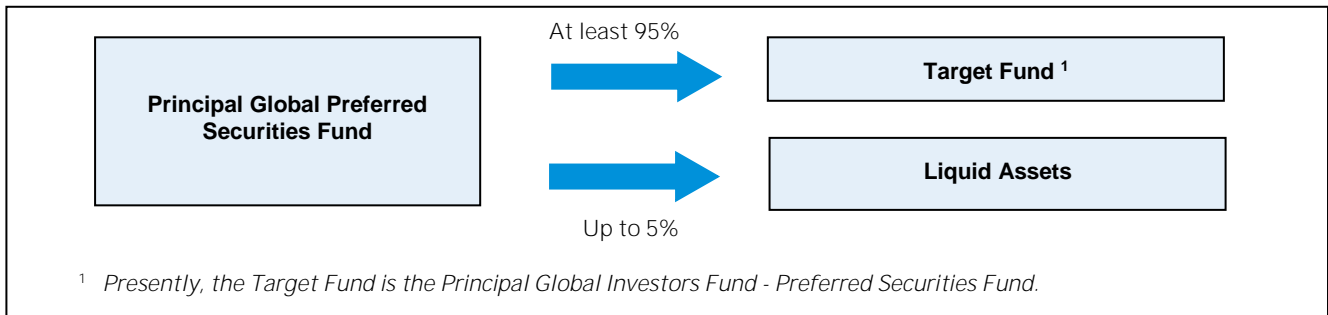 At least 95%
Principal Global Preferred
Securities Fund
Target Fund 1
Liquid Assets
Up to 5%
1 Presently, the Target Fund is the Principal Global Investors Fund - Preferred Securities Fund.